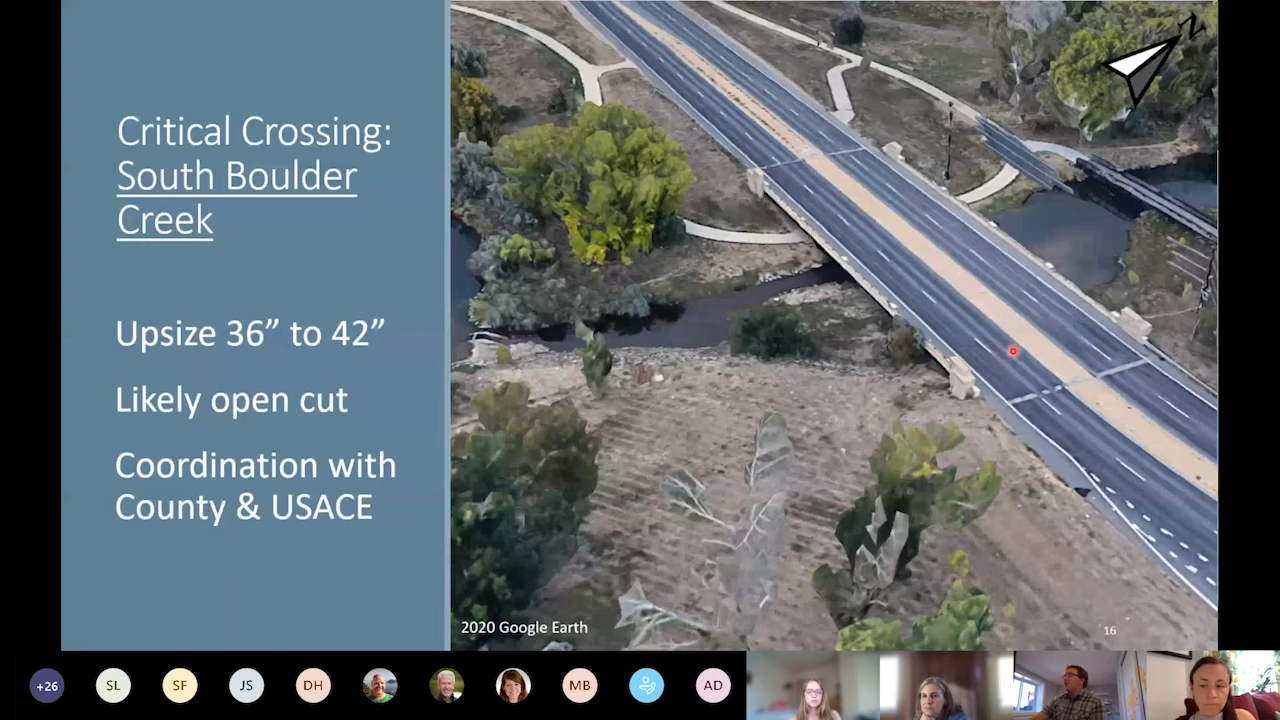 Critical Crossing:
South Boulder
Creek
Upsize 36” to 42”
Likely open cut
Coordination with
County & USACE
N
2020 Google Earth
16
+26
SL
SF
JS
DH
MB
AD